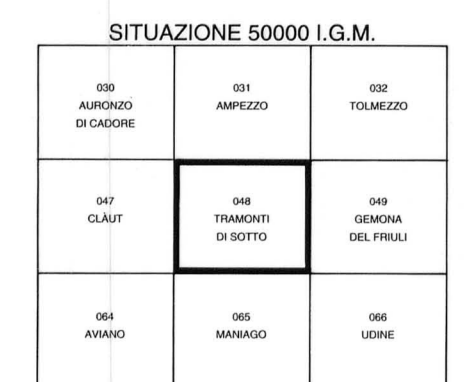 SITUAZIONE 50000 I.G.M.
030
AURONZO
DI CADORE
031
AMPEZZO
032
TOLMEZZO
047
CLÀUT
048
TRAMONTI
DI SOTTO
049
GEMONA
DEL FRIULI
064
AVIANO
065
MANIAGO
066
UDINE